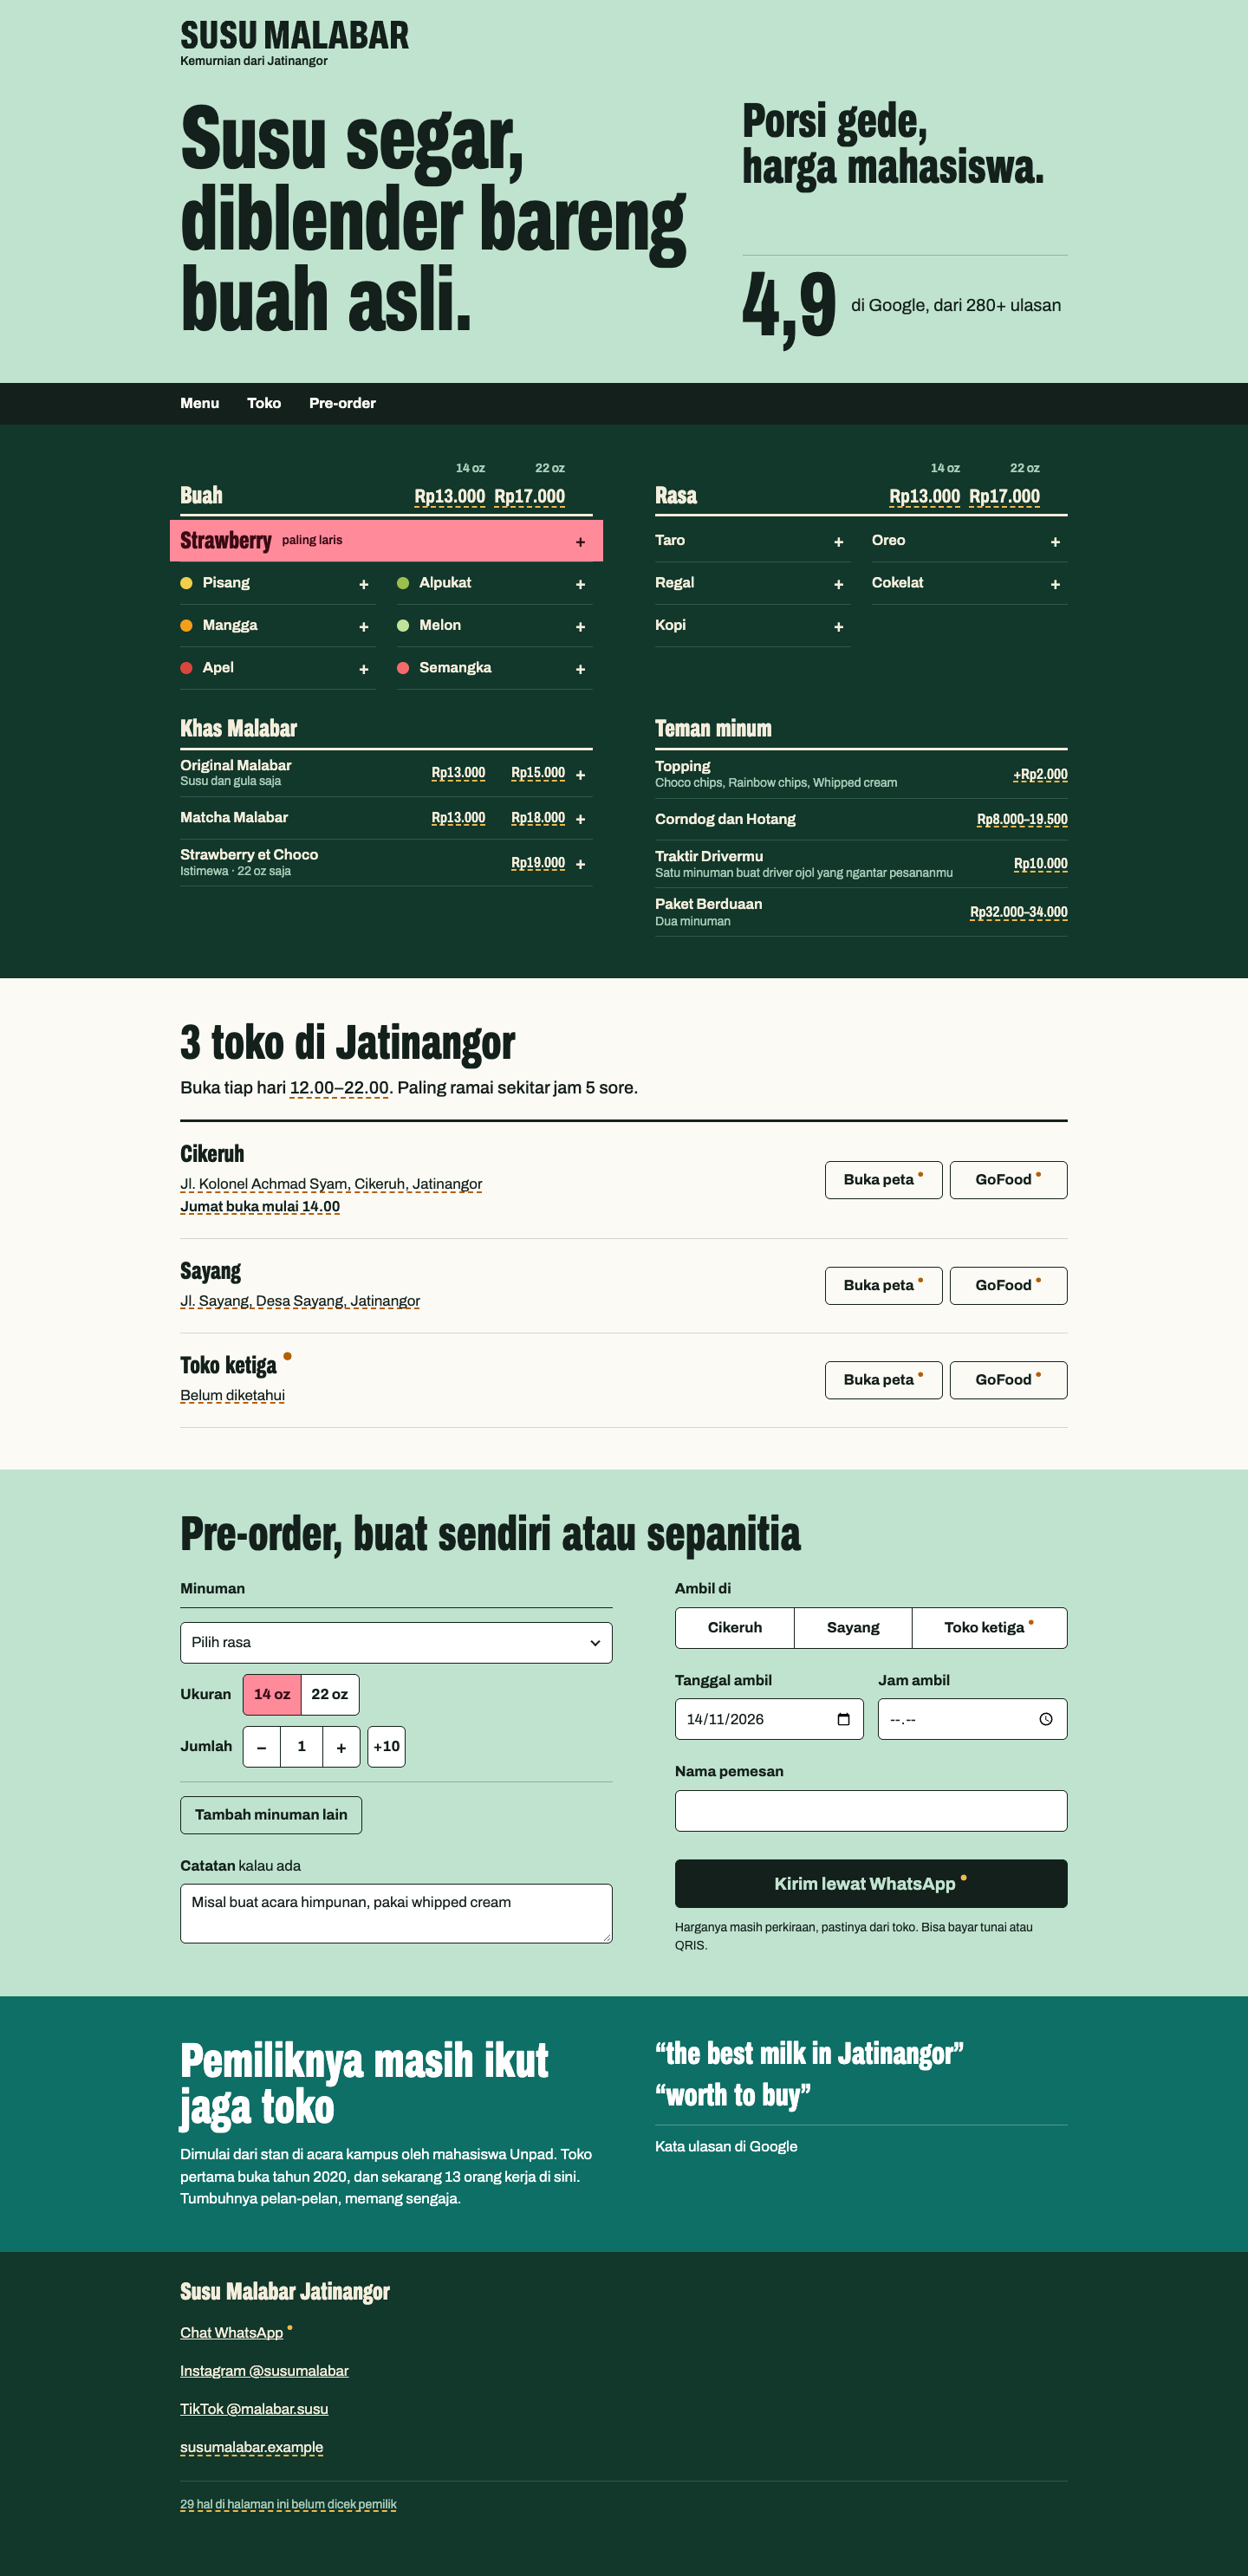 SUSU MALABAR
Kemurnian dari Jatinangor
Susu segar,
diblender bareng
buah asli.
Porsi gede,
harga mahasiswa.
4,9 di Google, dari 280+ ulasan
Menu Toko Pre-order
14 oz 22 oz
Buah Rp13.000 Rp17.000
Strawberry paling laris +
Pisang + Alpukat +
Mangga + Melon +
Apel + Semangka +
14 oz 22 oz
Rasa Rp13.000 Rp17.000
Taro + Oreo +
Regal + Cokelat +
Kopi +
Khas Malabar
Original Malabar Rp13.000 Rp15.000 +
Susu dan gula saja
Matcha Malabar Rp13.000 Rp18.000 +
Strawberry et Choco Rp19.000 +
Istimewa · 22 oz saja
Teman minum
Topping +Rp2.000
Choco chips, Rainbow chips, Whipped cream
Corndog dan Hotang Rp8.000–19.500
Traktir Drivermu Rp10.000
Satu minuman buat driver ojol yang ngantar pesananmu
Paket Berduaan Rp32.000–34.000
Dua minuman
3 toko di Jatinangor
Buka tiap hari 12.00–22.00. Paling ramai sekitar jam 5 sore.
Cikeruh
Jl. Kolonel Achmad Syam, Cikeruh, Jatinangor
Jumat buka mulai 14.00
Buka peta GoFood
Sayang
Jl. Sayang, Desa Sayang, Jatinangor
Buka peta GoFood
Toko ketiga
Belum diketahui
Buka peta GoFood
Pre-order, buat sendiri atau sepanitia
Minuman
Pilih rasa
Ukuran 14 oz 22 oz
Jumlah – 1 + +10
Tambah minuman lain
Catatan kalau ada
Misal buat acara himpunan, pakai whipped cream
Ambil di
Cikeruh Sayang Toko ketiga
Tanggal ambil Jam ambil
14/11/2026 --.--
Nama pemesan
Kirim lewat WhatsApp
Harganya masih perkiraan, pastinya dari toko. Bisa bayar tunai atau
QRIS.
Pemiliknya masih ikut
jaga toko
Dimulai dari stan di acara kampus oleh mahasiswa Unpad. Toko
pertama buka tahun 2020, dan sekarang 13 orang kerja di sini.
Tumbuhnya pelan-pelan, memang sengaja.
“the best milk in Jatinangor”
“worth to buy”
Kata ulasan di Google
Susu Malabar Jatinangor
Chat WhatsApp
Instagram @susumalabar
TikTok @malabar.susu
susumalabar.example
29 hal di halaman ini belum dicek pemilik